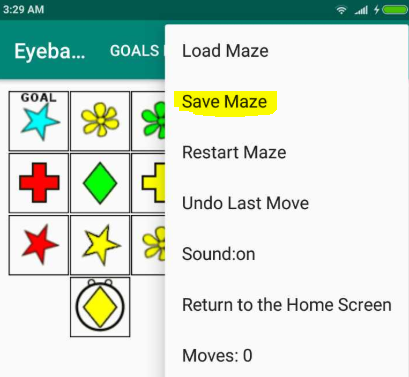 3:29 AM
Eyeba... GOALS
Load Maze
GOAL
Save Maze
Restart Maze
Undo Last Move
Sound:on
Return to the Home Screen
Moves: 0